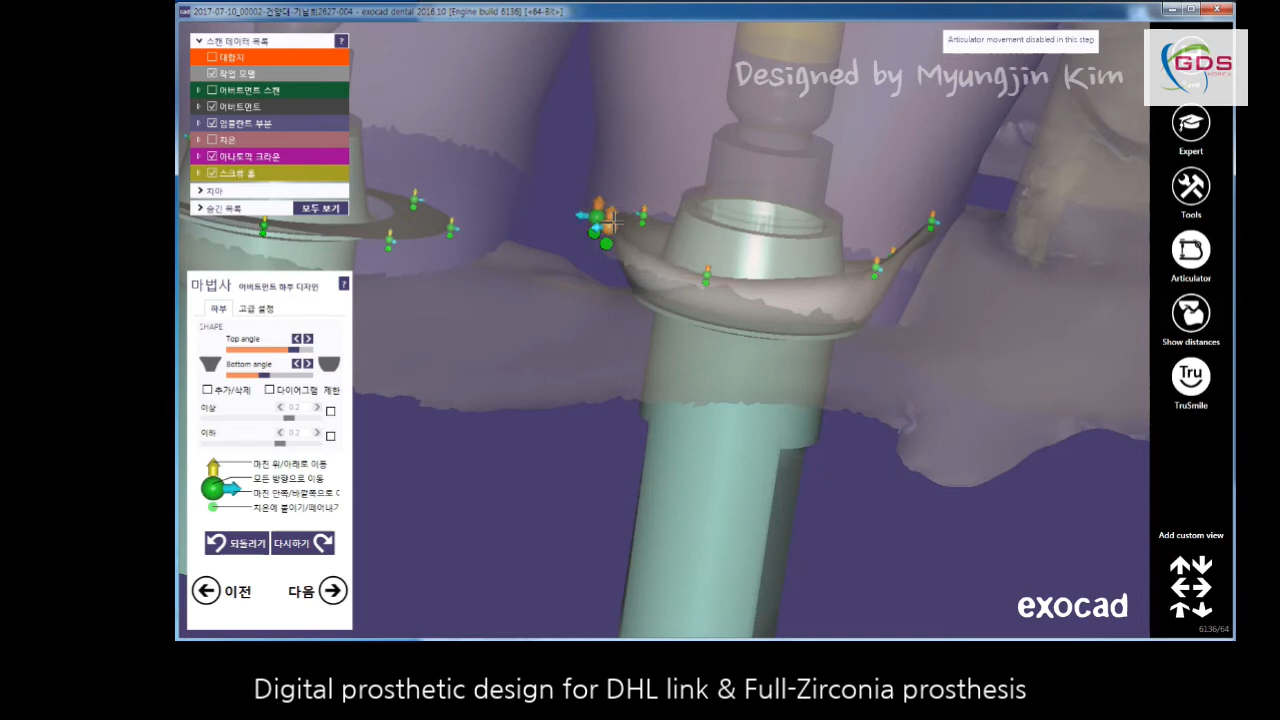 2017-07-10_00002-건양대-기남희2627-004 - exocad dental 2016.10 [Engine build 6136] [<64-Bit>]
스캔 데이터 목록 ?
대합치
작업 모델
어버트먼트 스캔
어버트먼트
임플란트 부분
치은
아나토믹 크라운
스크류 홀
치아
숨긴 목록 모두 보기
Articulator movement disabled in this step
Designed by Myungjin Kim
GDS
KOREA
Expert
Tools
Articulator
Show distances
Tru
TruSmile
마법사 어버트먼트 하부 디자인 ?
하부 고급 설정
SHAPE
Top angle
Bottom angle
추가/삭제 다이어그램 제한
이상 0.2
이하 0.2
마진 위/아래로 이동
모든 방향으로 이동
마진 안쪽/바깥쪽으로
치은에 붙이기/떼어내기
되돌리기 다시하기
이전 다음
Add custom view
exocad
6136/64
Digital prosthetic design for DHL link & Full-Zirconia prosthesis